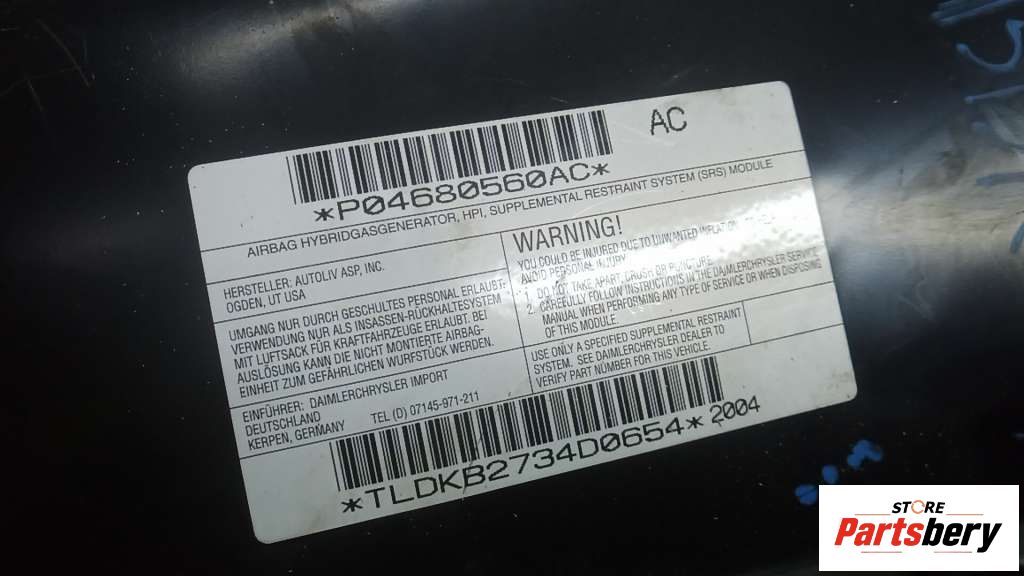 AC
*P04680560AC*
AIRBAG HYBRIDGASGENERATOR, HPI, SUPPLEMENTAL RESTRAINT SYSTEM (SRS) MODULE
HERSTELLER: AUTOLIV ASP, INC.
OGDEN, UT USA
UMGANG NUR DURCH GESCHULTES PERSONAL ERLAUBT.
VERWENDUNG NUR ALS INSASSEN-RÜCKHALTESYSTEM
MIT LUFTSACK FÜR KRAFTFAHRZEUGE ERLAUBT. BEI
AUSLÖSUNG KANN DIE NICHT MONTIERTE AIRBAG-
EINHEIT ZUM GEFÄHRLICHEN WURFSTÜCK WERDEN.
EINFÜHRER: DAIMLERCHRYSLER IMPORT
DEUTSCHLAND
KERPEN, GERMANY TEL (D) 07145-971-211
WARNING!
YOU COULD BE INJURED DUE TO UNWANTED INFLATION
AVOID PERSONAL INJURY
1. DO NOT TAKE APART, CRUSH OR PUNCTURE
2. CAREFULLY FOLLOW INSTRUCTIONS IN THE DAIMLERCHRYSLER SERVICE
MANUAL WHEN PERFORMING ANY TYPE OF SERVICE OR WHEN DISPOSING
OF THIS MODULE.
USE ONLY A SPECIFIED SUPPLEMENTAL RESTRAINT
SYSTEM. SEE DAIMLERCHRYSLER DEALER TO
VERIFY PART NUMBER FOR THIS VEHICLE.
*TLDKB2734D0654* 2004
STORE
Partsbery